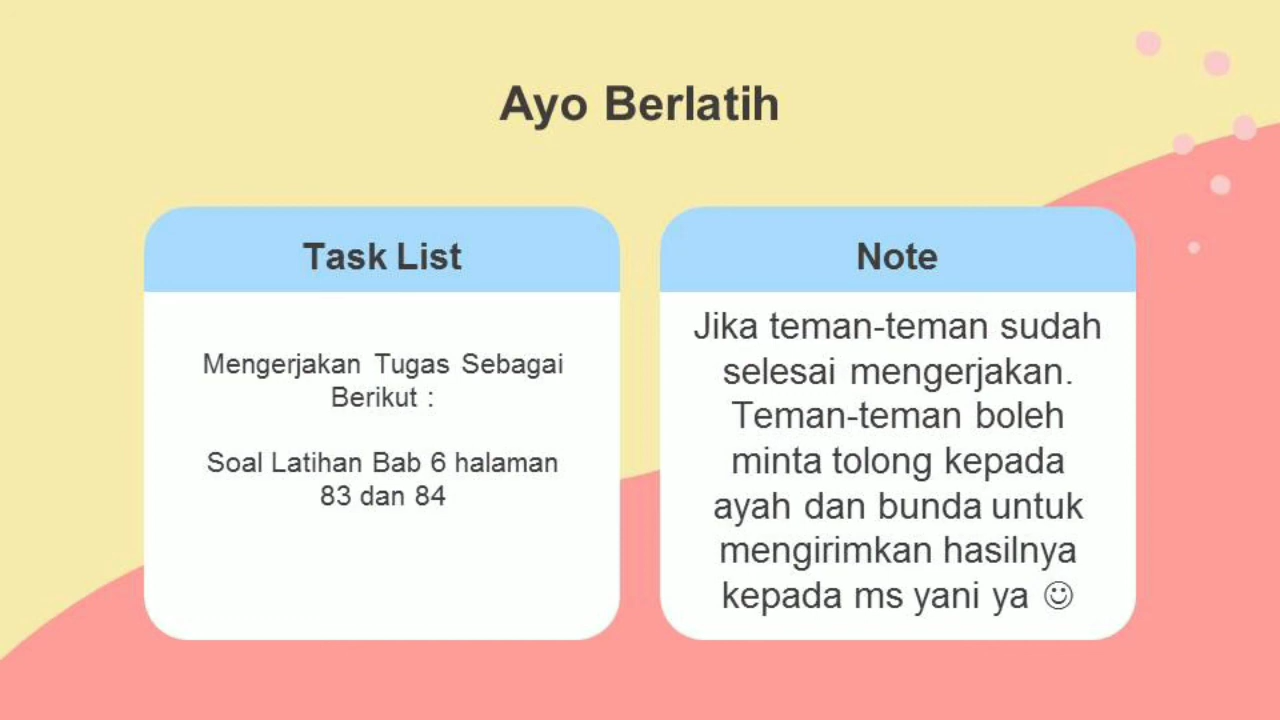 Ayo Berlatih
Task List
Mengerjakan Tugas Sebagai
Berikut :
Soal Latihan Bab 6 halaman
83 dan 84
Note
Jika teman-teman sudah
selesai mengerjakan.
Teman-teman boleh
minta tolong kepada
ayah dan bunda untuk
mengirimkan hasilnya
kepada ms yani ya ☺